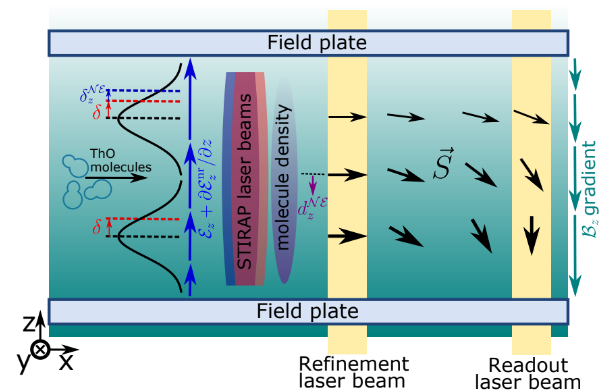 Field plate
δ_z^{𝒩ℰ}
δ
ThO
molecules
δ
ℰ_z + ∂ℰ_z^{nr}/∂z
STIRAP laser beams
molecule density
d_z^{𝒩ℰ}
S⃗
ℬ_z gradient
Field plate
z
y
x
Refinement
laser beam
Readout
laser beam